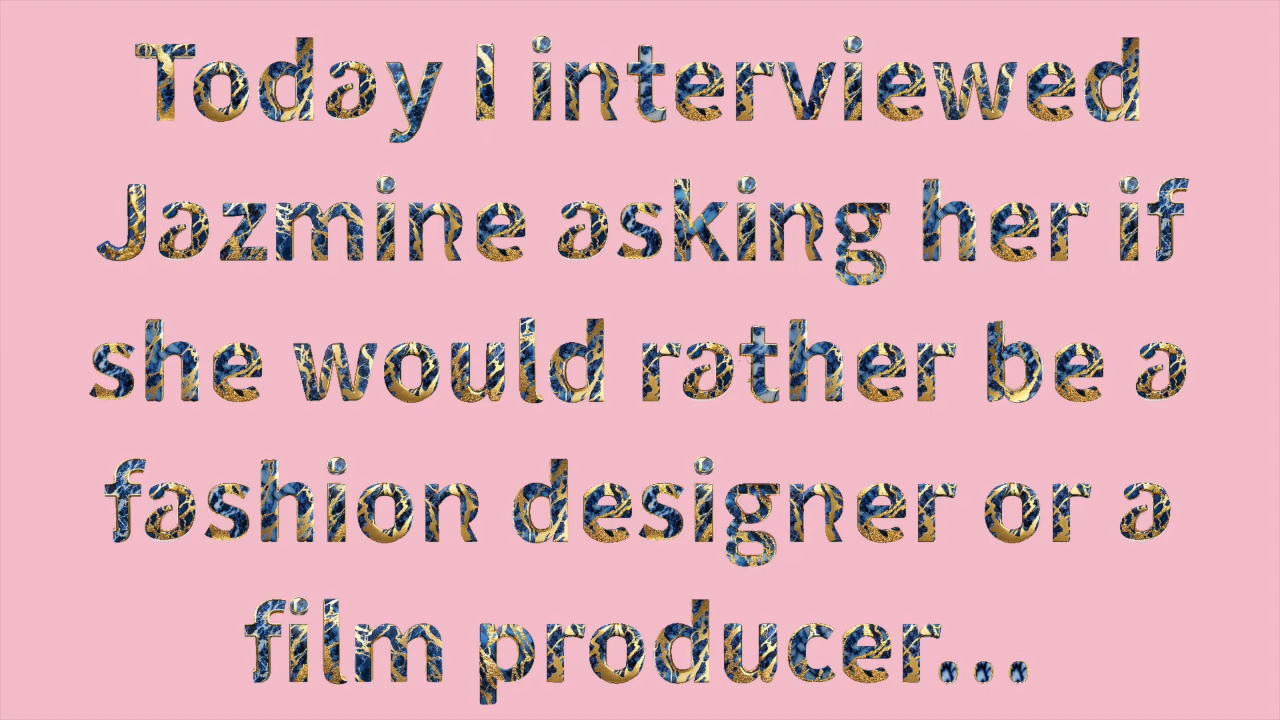 Today I interviewed
Jazmine asking her if
she would rather be a
fashion designer or a
film producer...